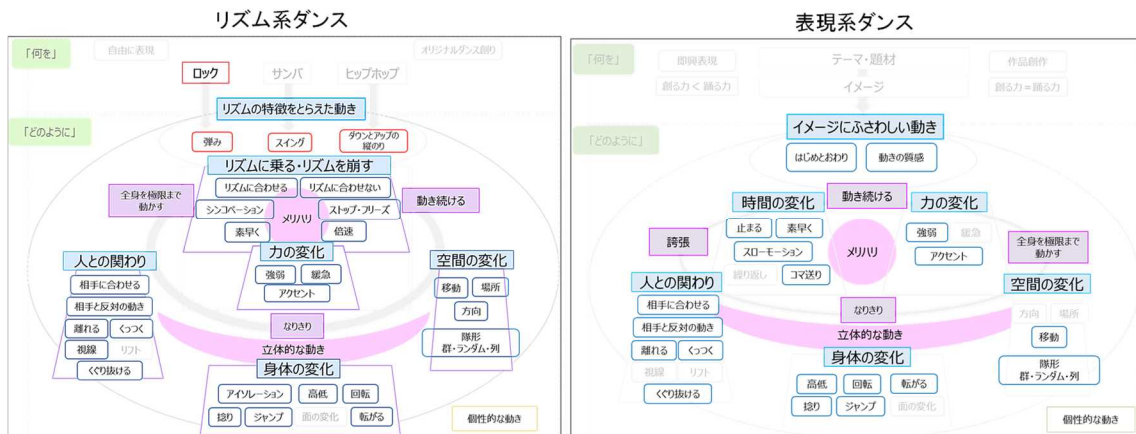 リズム系ダンス
「何を」
自由に表現
オリジナルダンス創り
ロック
サンバ
ヒップホップ
リズムの特徴をとらえた動き
「どのように」
弾み
スイング
ダウンとアップの
縦のり
リズムに乗る・リズムを崩す
全身を極限まで
動かす
リズムに合わせる
リズムに合わせない
動き続ける
シンコペーション
メリハリ
ストップ・フリーズ
素早く
倍速
力の変化
強弱
緩急
アクセント
人との関わり
相手に合わせる
相手と反対の動き
離れる
くっつく
視線
リフト
くぐり抜ける
空間の変化
移動
場所
方向
隊形
群・ランダム・列
なりきり
立体的な動き
身体の変化
アイソレーション
高低
回転
捻り
ジャンプ
面の変化
転がる
個性的な動き
表現系ダンス
「何を」
即興表現
テーマ・題材
作品創作
創る力＜踊る力
イメージ
創る力＝踊る力
イメージにふさわしい動き
「どのように」
はじめとおわり
動きの質感
動き続ける
時間の変化
力の変化
止まる
素早く
スローモーション
繰り返し
コマ送り
メリハリ
強弱
緩急
アクセント
誇張
全身を極限まで
動かす
人との関わり
相手に合わせる
相手と反対の動き
離れる
くっつく
視線
リフト
くぐり抜ける
空間の変化
方向
場所
移動
隊形
群・ランダム・列
なりきり
立体的な動き
身体の変化
高低
回転
転がる
捻り
ジャンプ
面の変化
個性的な動き